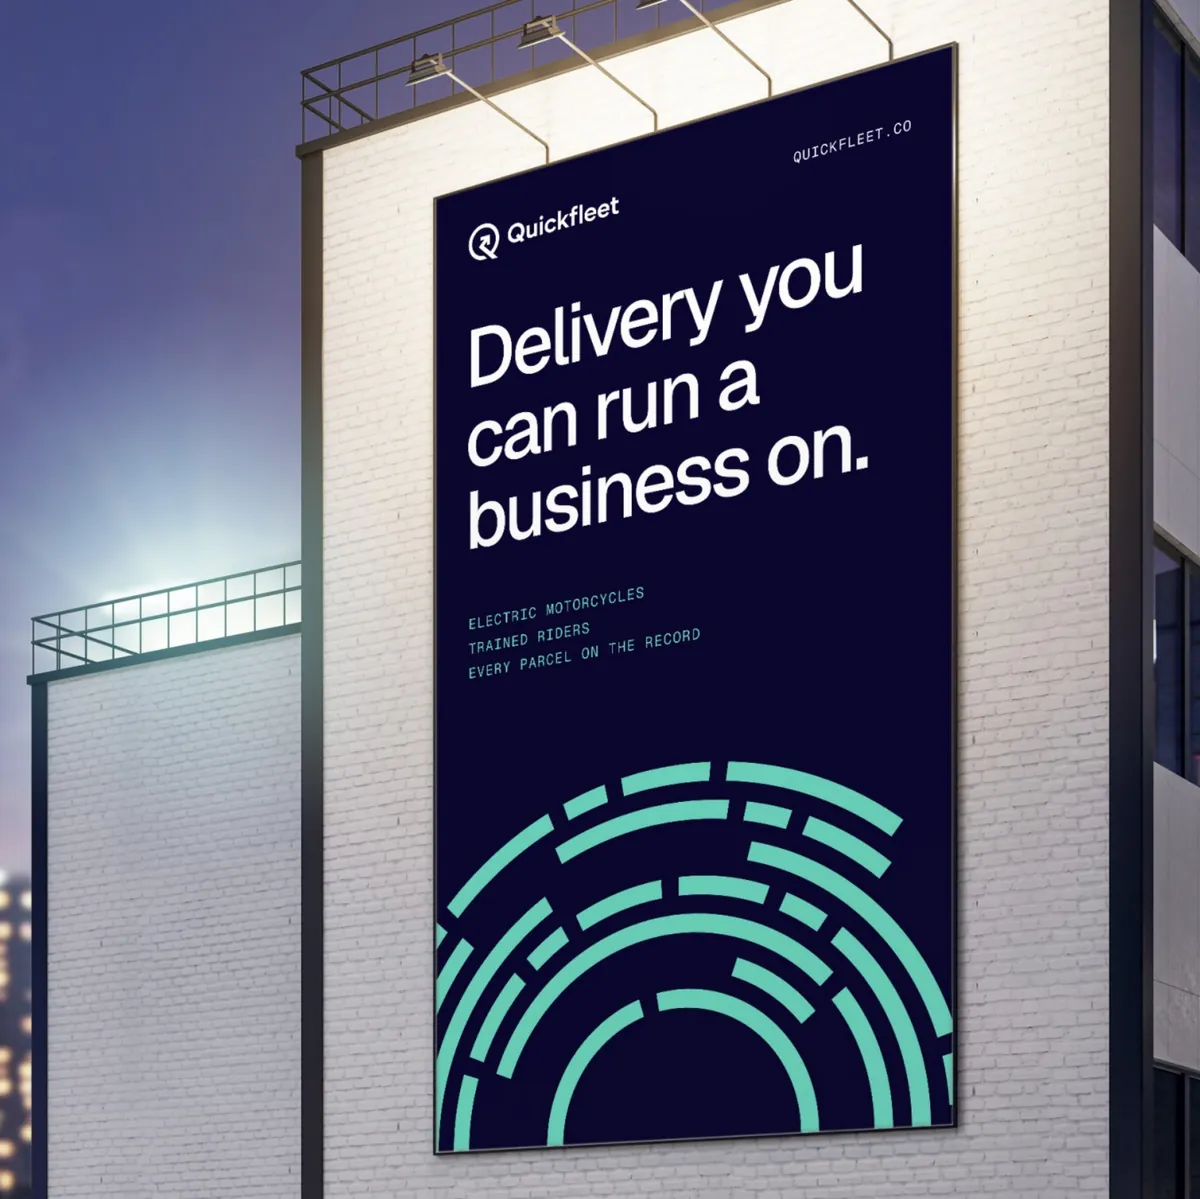 QUICKFLEET.CO
Quickfleet
Delivery you
can run a
business on.
ELECTRIC MOTORCYCLES
TRAINED RIDERS
EVERY PARCEL ON THE RECORD